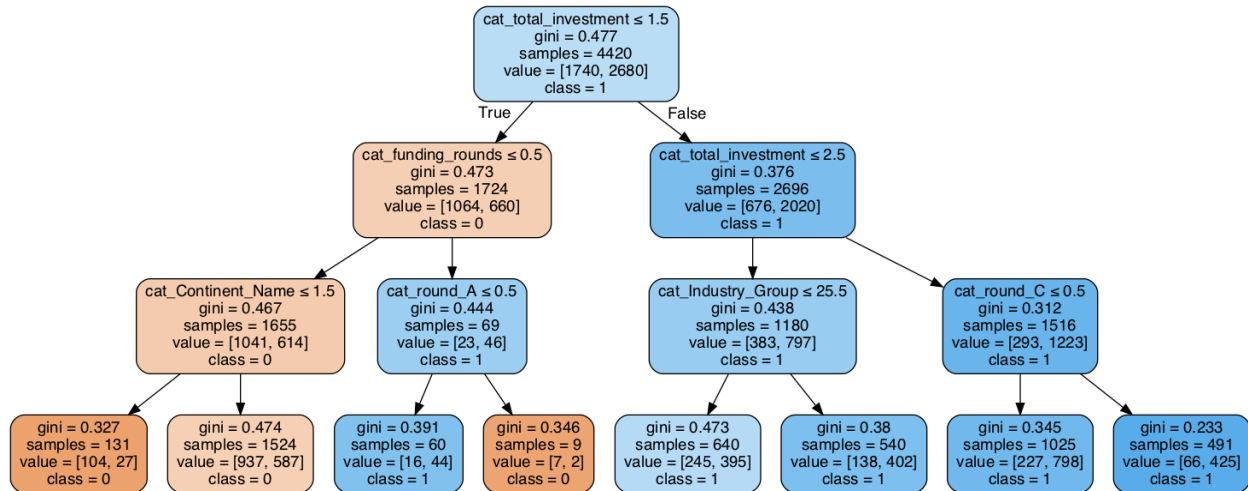 cat_total_investment ≤ 1.5
gini = 0.477
samples = 4420
value = [1740, 2680]
class = 1
True
False
cat_funding_rounds ≤ 0.5
gini = 0.473
samples = 1724
value = [1064, 660]
class = 0
cat_total_investment ≤ 2.5
gini = 0.376
samples = 2696
value = [676, 2020]
class = 1
cat_Continent_Name ≤ 1.5
gini = 0.467
samples = 1655
value = [1041, 614]
class = 0
cat_round_A ≤ 0.5
gini = 0.444
samples = 69
value = [23, 46]
class = 1
cat_Industry_Group ≤ 25.5
gini = 0.438
samples = 1180
value = [383, 797]
class = 1
cat_round_C ≤ 0.5
gini = 0.312
samples = 1516
value = [293, 1223]
class = 1
gini = 0.327
samples = 131
value = [104, 27]
class = 0
gini = 0.474
samples = 1524
value = [937, 587]
class = 0
gini = 0.391
samples = 60
value = [16, 44]
class = 1
gini = 0.346
samples = 9
value = [7, 2]
class = 0
gini = 0.473
samples = 640
value = [245, 395]
class = 1
gini = 0.38
samples = 540
value = [138, 402]
class = 1
gini = 0.345
samples = 1025
value = [227, 798]
class = 1
gini = 0.233
samples = 491
value = [66, 425]
class = 1